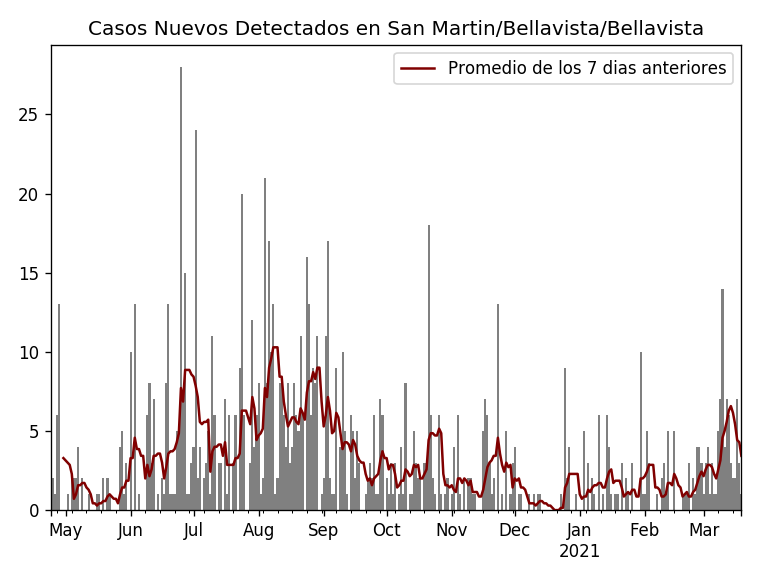 Casos Nuevos Detectados en San Martin/Bellavista/Bellavista
Promedio de los 7 dias anteriores
25
20
15
10
5
0
May Jun Jul Aug Sep Oct Nov Dec Jan Feb Mar
2021